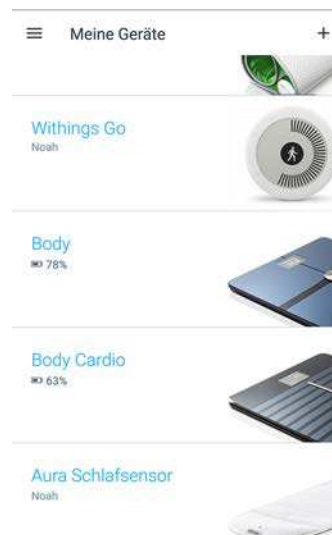 Meine Geräte
Withings Go
Noah
Body
78%
Body Cardio
63%
Aura Schlafsensor
Noah